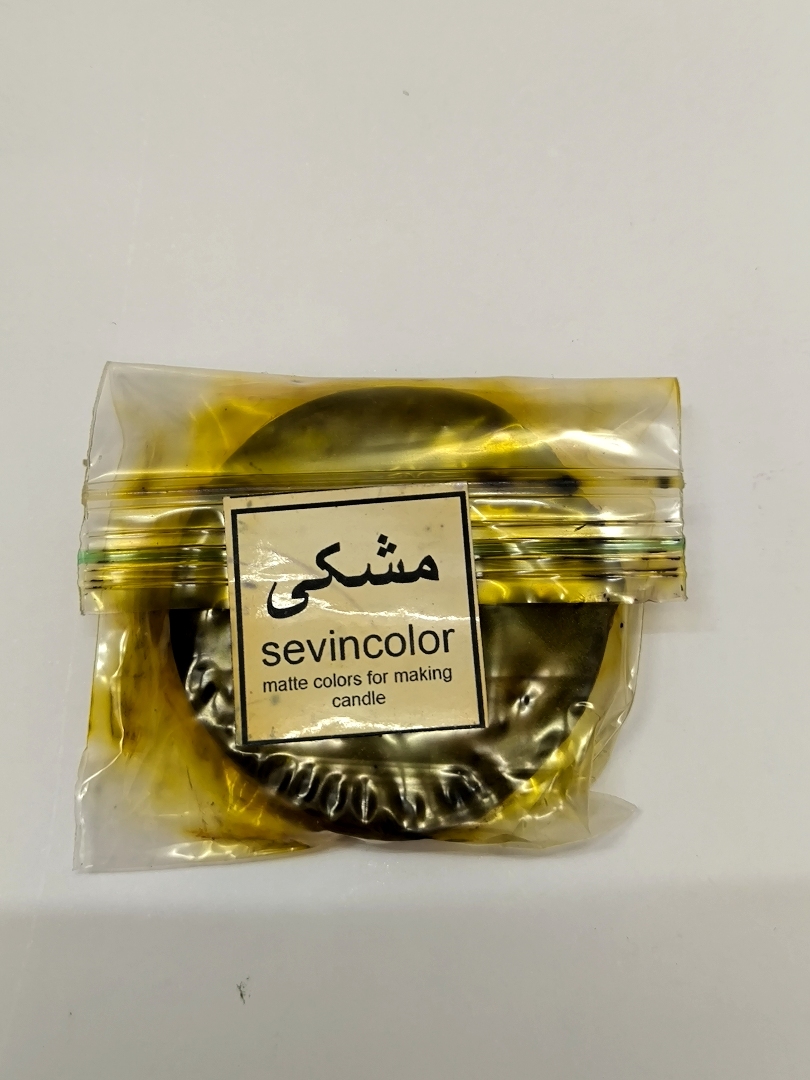 مشکی
sevincolor
matte colors for making
candle